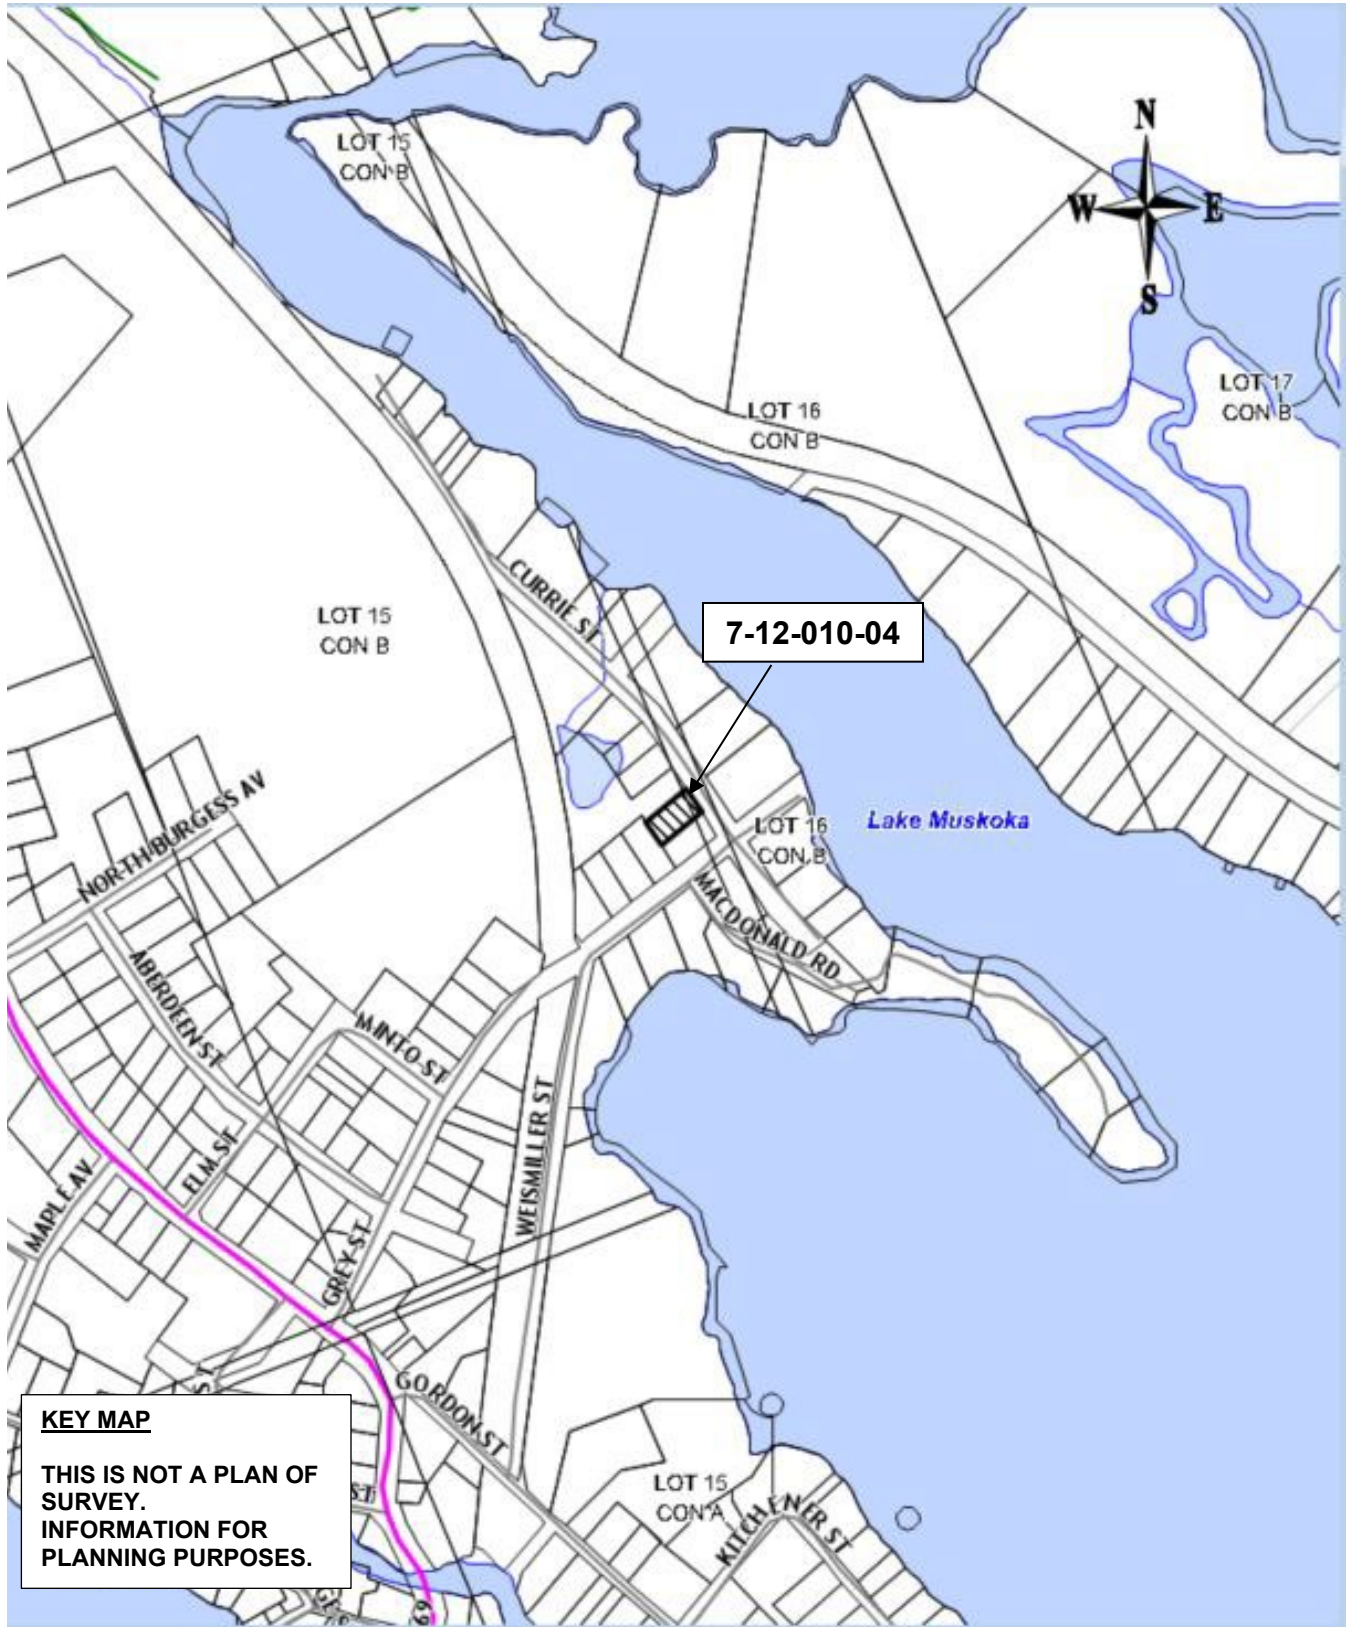 LOT 15
CON B
N
W
E
S
LOT 17
CON B
LOT 16
CON B
CURRIE ST
LOT 15
CON B
7-12-010-04
NORTH BURGESS AV
LOT 16
CON B
Lake Muskoka
MACDONALD RD
ABERDEEN ST
MINTO ST
WEISMILLER ST
ELM ST
MAPLE AV
GREY ST
GORDON ST
ST
LOT 15
CON A
KITCHENER ST
KEY MAP
THIS IS NOT A PLAN OF
SURVEY.
INFORMATION FOR
PLANNING PURPOSES.
ST